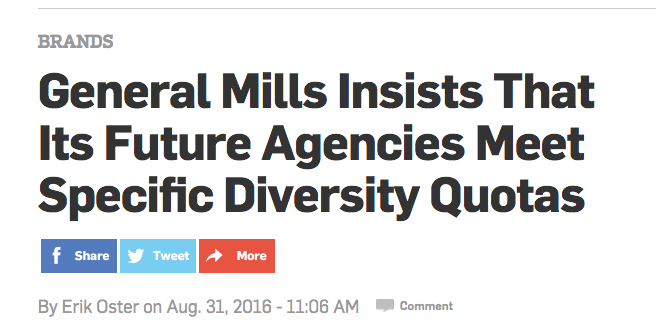 BRANDS
General Mills Insists That
Its Future Agencies Meet
Specific Diversity Quotas
f Share Tweet More
By Erik Oster on Aug. 31, 2016 - 11:06 AM Comment